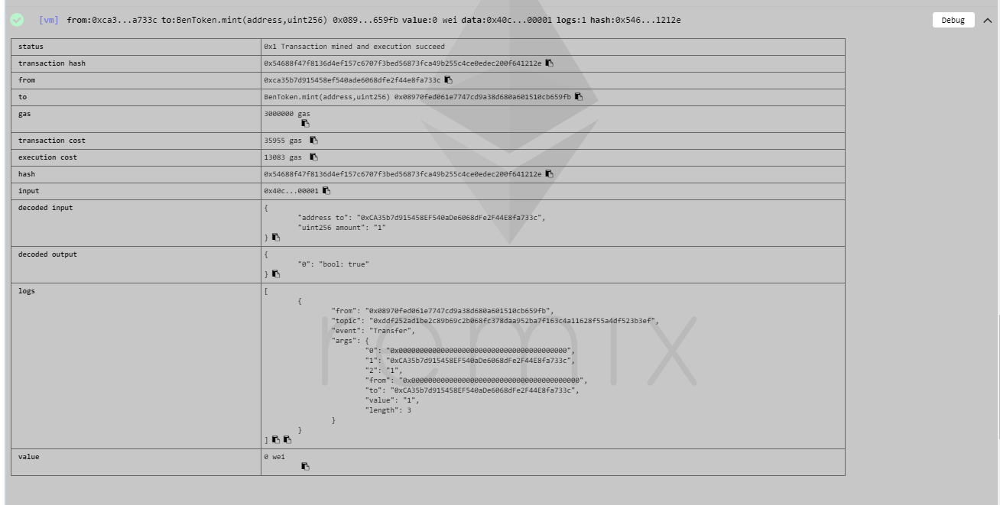 [vm] from:0xca3...a733c to:BenToken.mint(address,uint256) 0x089...659fb value:0 wei data:0x40c...00001 logs:1 hash:0x546...1212e Debug
status 0x1 Transaction mined and execution succeed
transaction hash 0x54688f47f8136d4ef157c6707f3bed56873fca49b255c4ce0edec200f641212e
from 0xca35b7d915458ef540ade6068dfe2f44e8fa733c
to BenToken.mint(address,uint256) 0x08970fed061e7747cd9a38d680a601510cb659fb
gas 3000000 gas
transaction cost 35955 gas
execution cost 13083 gas
hash 0x54688f47f8136d4ef157c6707f3bed56873fca49b255c4ce0edec200f641212e
input 0x40c...00001
decoded input {
"address to": "0xCA35b7d915458EF540aDe6068dFe2F44E8fa733c",
"uint256 amount": "1"
}
decoded output {
"0": "bool: true"
}
logs [
{
"from": "0x08970fed061e7747cd9a38d680a601510cb659fb",
"topic": "0xddf252ad1be2c89b69c2b068fc378daa952ba7f163c4a11628f55a4df523b3ef",
"event": "Transfer",
"args": {
"0": "0x0000000000000000000000000000000000000000",
"1": "0xCA35b7d915458EF540aDe6068dFe2F44E8fa733c",
"2": "1",
"from": "0x0000000000000000000000000000000000000000",
"to": "0xCA35b7d915458EF540aDe6068dFe2F44E8fa733c",
"value": "1",
"length": 3
}
}
]
value 0 wei
remix